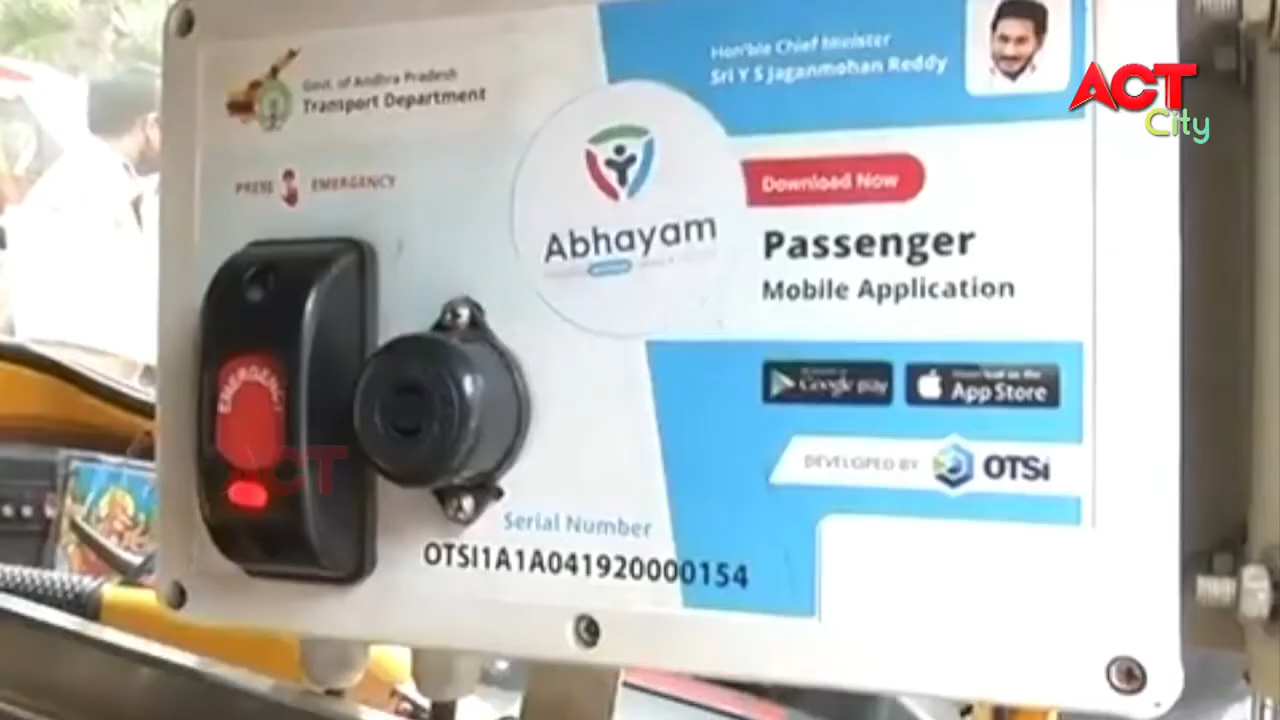 Govt. of Andhra Pradesh
Transport Department
PRESS EMERGENCY
EMERGENCY
Hon'ble Chief Minister
Sri Y S Jaganmohan Reddy
ACT
City
Abhayam
Download Now
Passenger
Mobile Application
Google play
App Store
DEVELOPED BY OTSi
ACT
Serial Number
OTSI1A1A041920000154